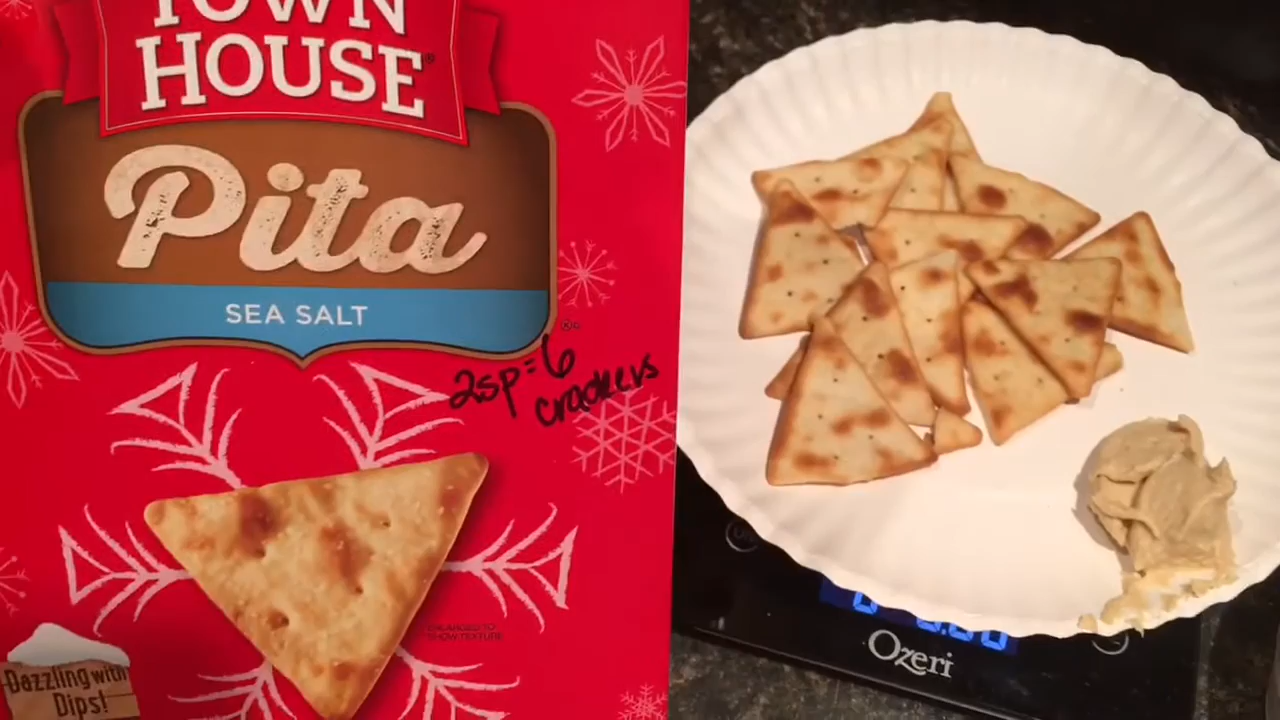 TOWN
HOUSE®
Pita
SEA SALT
2sp=6
crackers
ENLARGED TO
SHOW TEXTURE
Dazzling with
Dips!
Ozeri